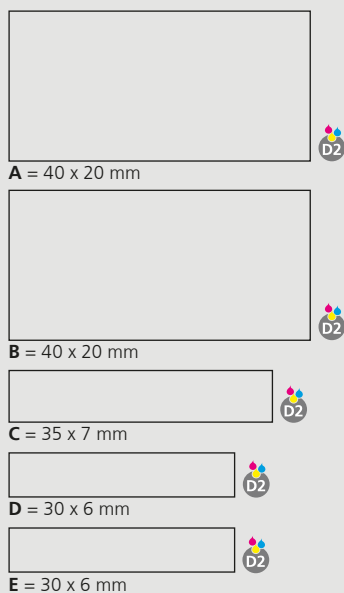 D2
A = 40 x 20 mm
D2
B = 40 x 20 mm
D2
C = 35 x 7 mm
D2
D = 30 x 6 mm
D2
E = 30 x 6 mm